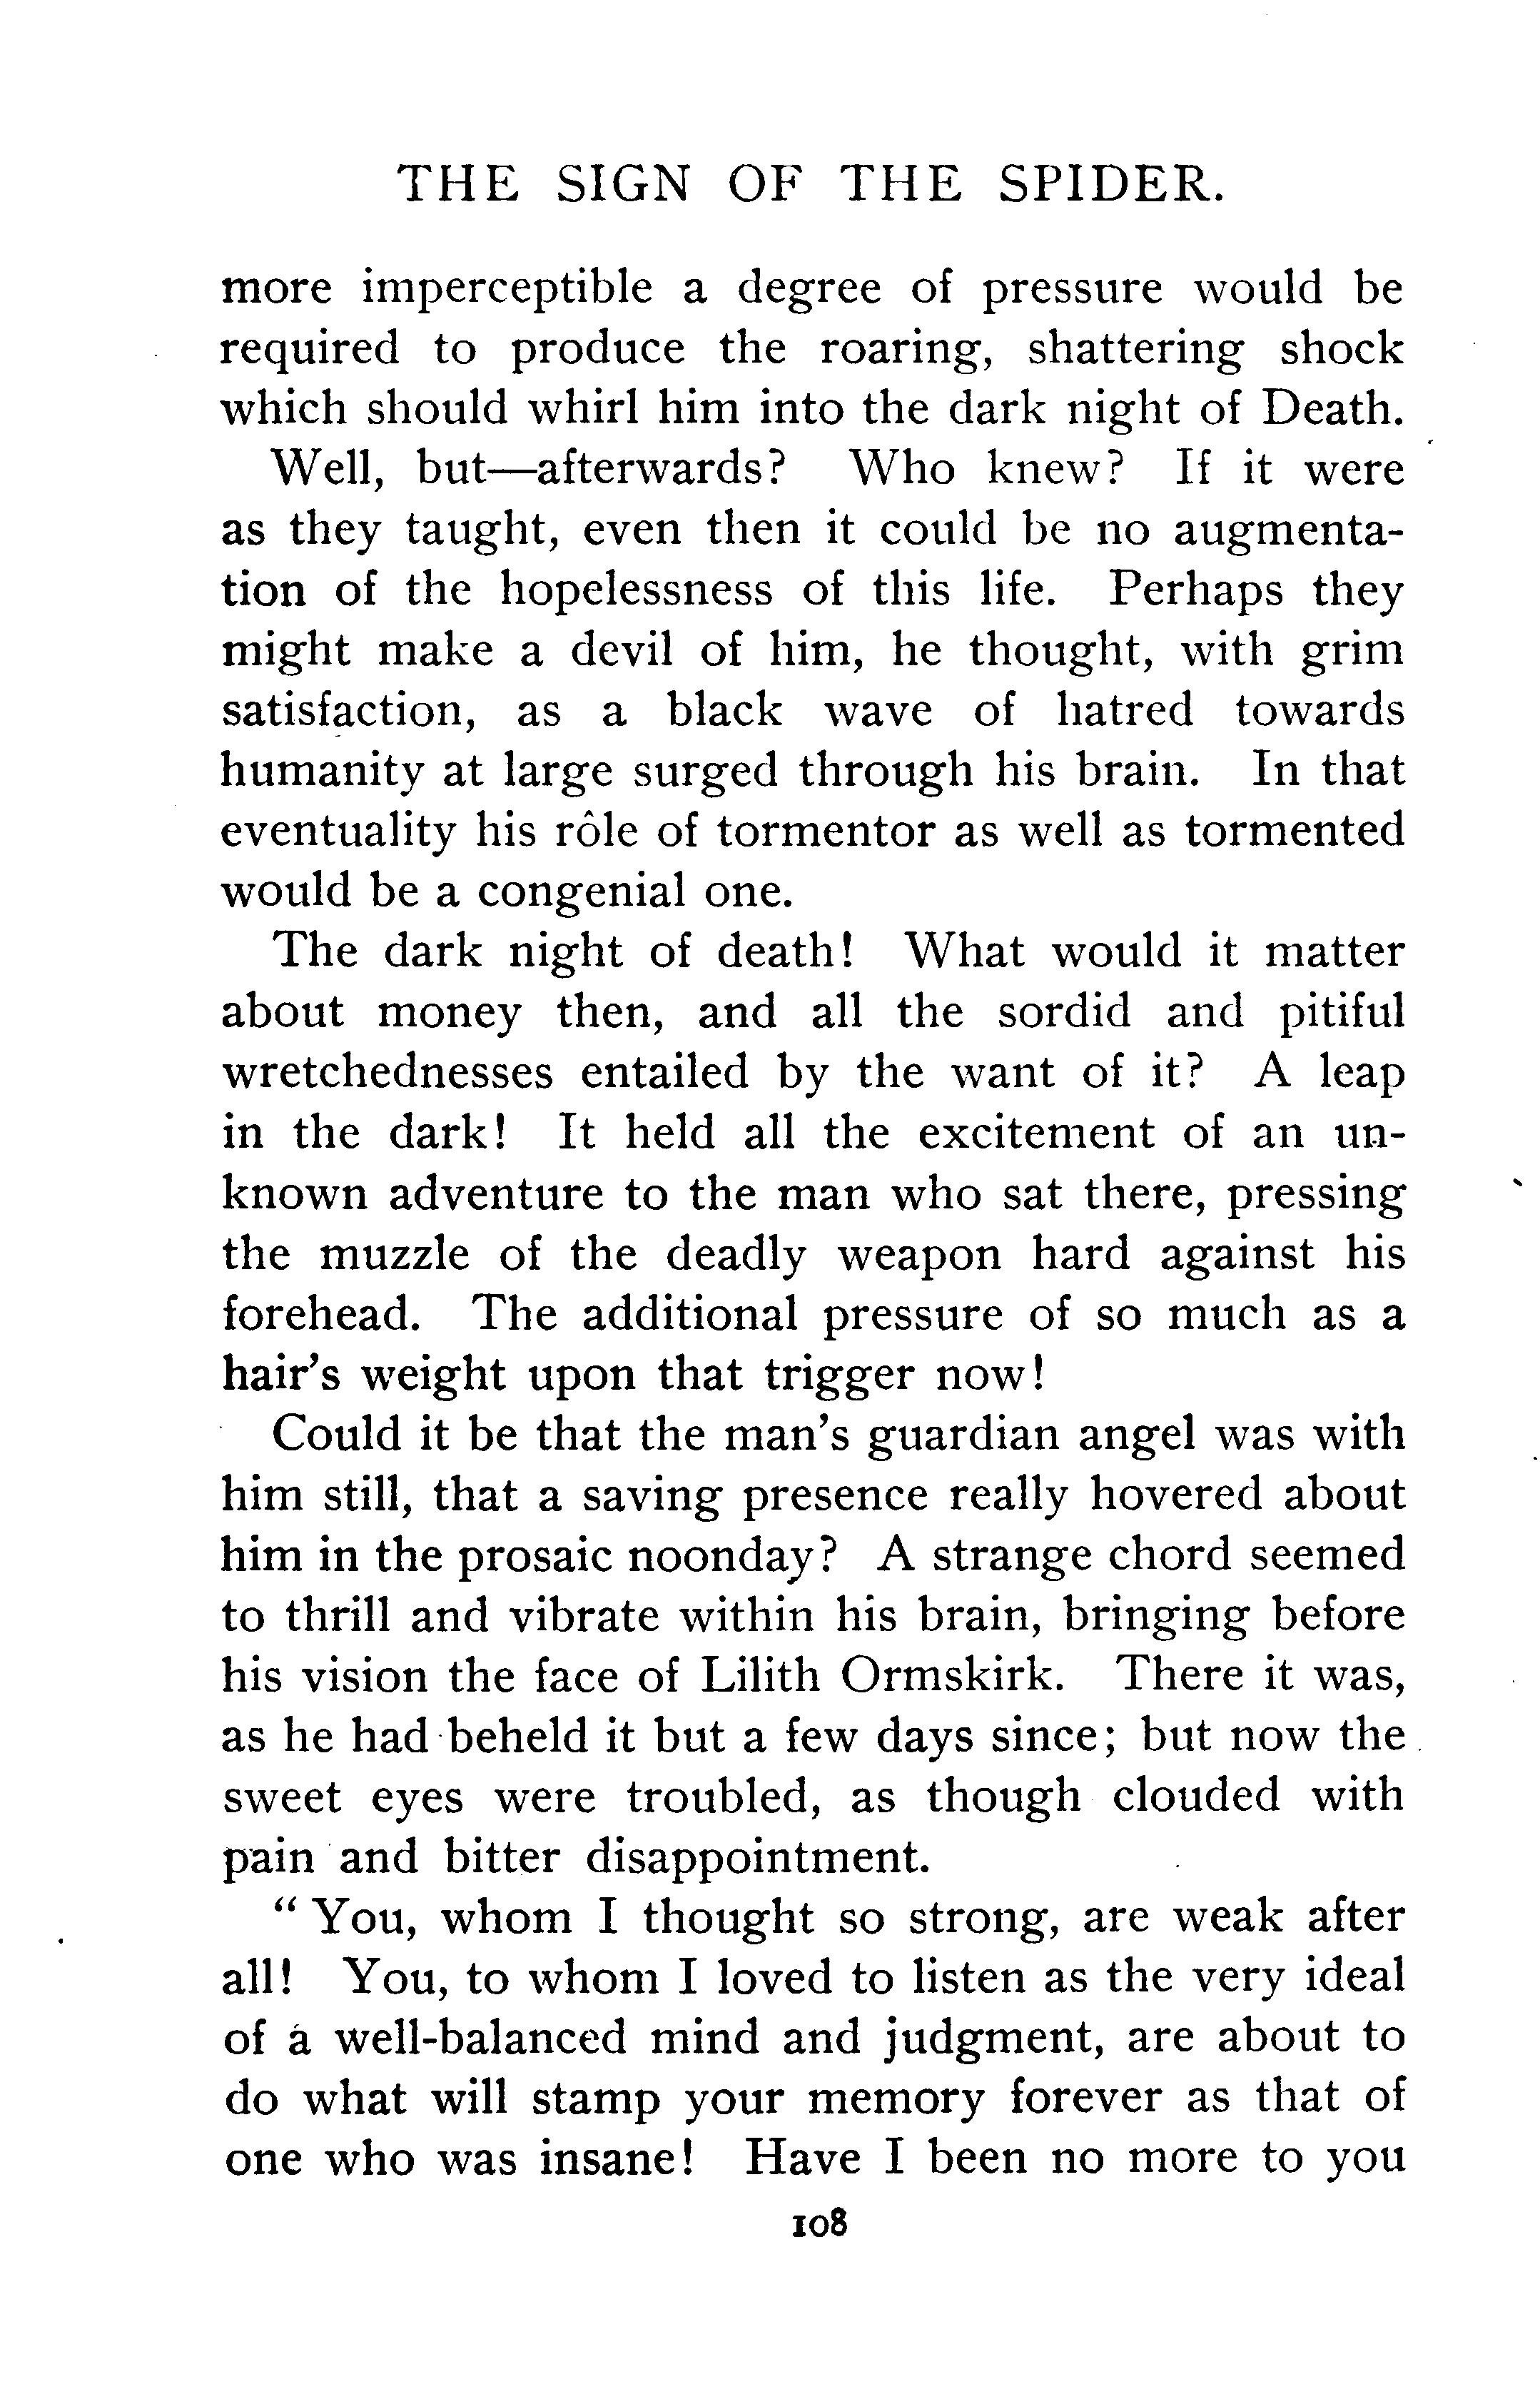 THE SIGN OF THE SPIDER.
more imperceptible a degree of pressure would be
required to produce the roaring, shattering shock
which should whirl him into the dark night of Death.
Well, but—afterwards? Who knew? If it were
as they taught, even then it could be no augmenta-
tion of the hopelessness of this life. Perhaps they
might make a devil of him, he thought, with grim
satisfaction, as a black wave of hatred towards
humanity at large surged through his brain. In that
eventuality his rôle of tormentor as well as tormented
would be a congenial one.
The dark night of death! What would it matter
about money then, and all the sordid and pitiful
wretchednesses entailed by the want of it? A leap
in the dark! It held all the excitement of an un-
known adventure to the man who sat there, pressing
the muzzle of the deadly weapon hard against his
forehead. The additional pressure of so much as a
hair's weight upon that trigger now!
Could it be that the man's guardian angel was with
him still, that a saving presence really hovered about
him in the prosaic noonday? A strange chord seemed
to thrill and vibrate within his brain, bringing before
his vision the face of Lilith Ormskirk. There it was,
as he had beheld it but a few days since; but now the
sweet eyes were troubled, as though clouded with
pain and bitter disappointment.
"You, whom I thought so strong, are weak after
all! You, to whom I loved to listen as the very ideal
of a well-balanced mind and judgment, are about to
do what will stamp your memory forever as that of
one who was insane! Have I been no more to you
108